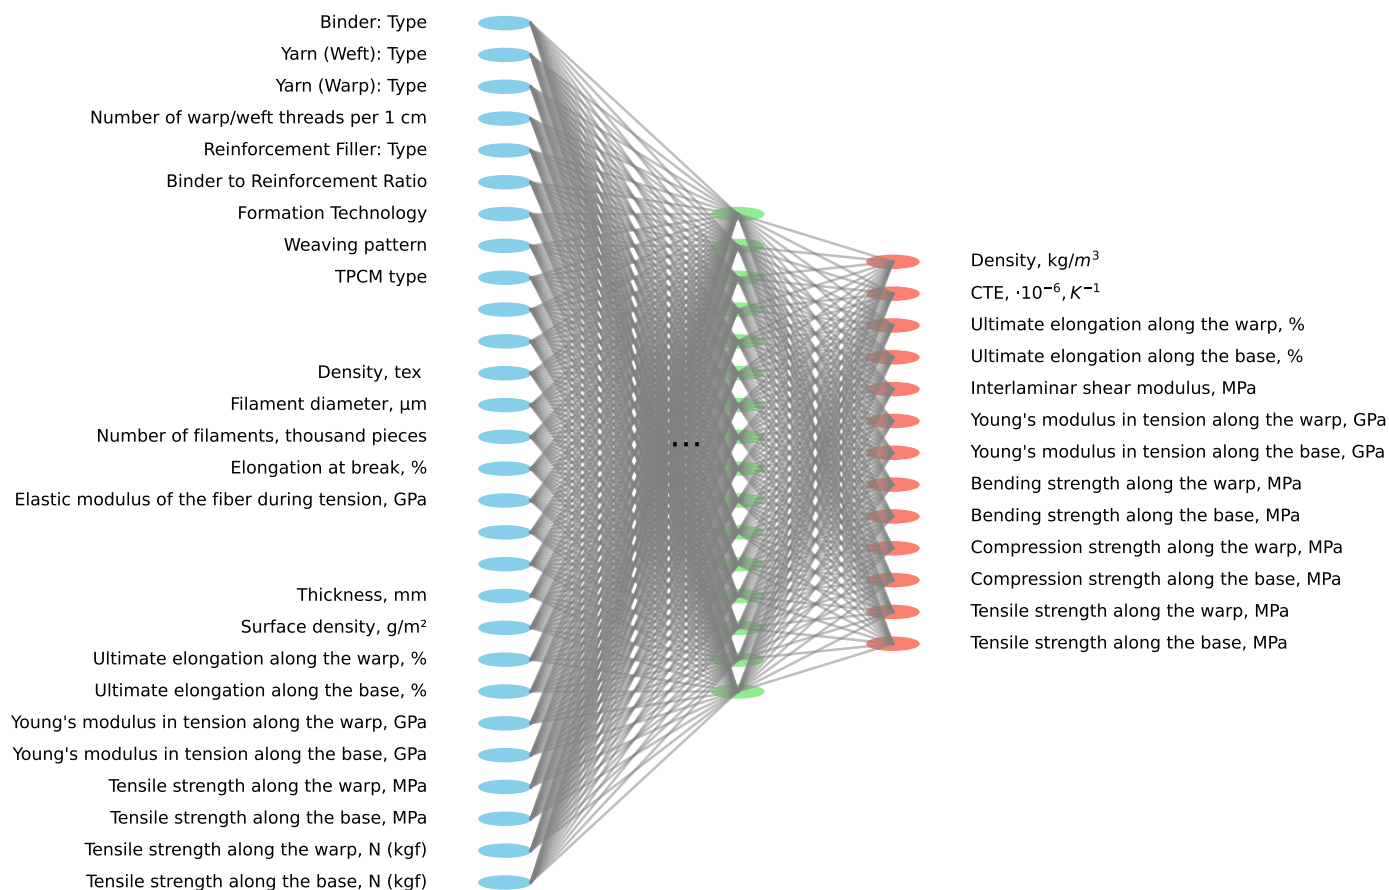 Binder: Type
Yarn (Weft): Type
Yarn (Warp): Type
Number of warp/weft threads per 1 cm
Reinforcement Filler: Type
Binder to Reinforcement Ratio
Formation Technology
Weaving pattern
TPCM type
Density, tex
Filament diameter, μm
Number of filaments, thousand pieces
Elongation at break, %
Elastic modulus of the fiber during tension, GPa
Thickness, mm
Surface density, g/m²
Ultimate elongation along the warp, %
Ultimate elongation along the base, %
Young's modulus in tension along the warp, GPa
Young's modulus in tension along the base, GPa
Tensile strength along the warp, MPa
Tensile strength along the base, MPa
Tensile strength along the warp, N (kgf)
Tensile strength along the base, N (kgf)
...
Density, kg/m³
CTE, ·10⁻⁶, K⁻¹
Ultimate elongation along the warp, %
Ultimate elongation along the base, %
Interlaminar shear modulus, MPa
Young's modulus in tension along the warp, GPa
Young's modulus in tension along the base, GPa
Bending strength along the warp, MPa
Bending strength along the base, MPa
Compression strength along the warp, MPa
Compression strength along the base, MPa
Tensile strength along the warp, MPa
Tensile strength along the base, MPa